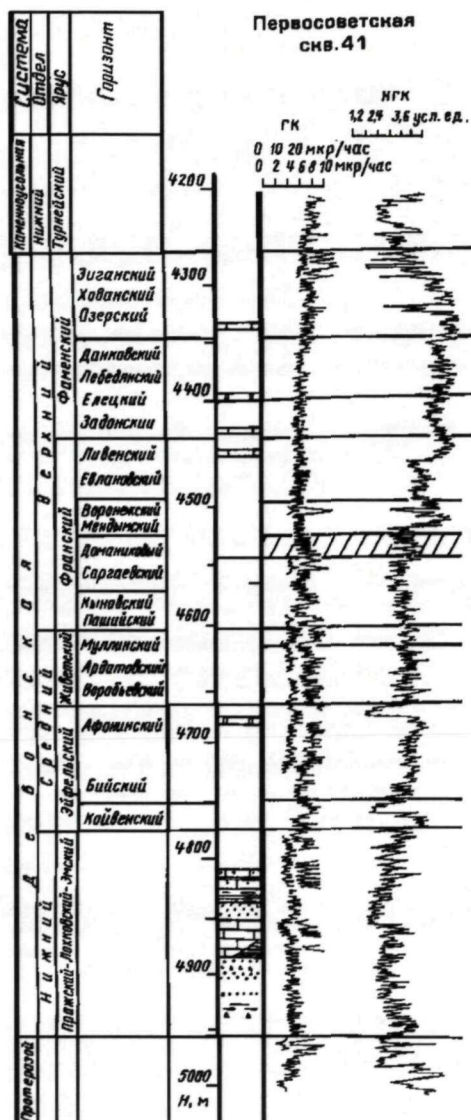 Первосоветская
скв.41
Система
Отдел
Ярус
Горизонт
ГК
0 10 20 мкр/час
0 2 4 6 8 10 мкр/час
НГК
1,2 2,4 3,6 усл. ед.
Каменноугольная
Нижний
Турнейский
4200
Девонская
Верхний
Фаменский
Зиганский
Хованский
Озерский
4300
Данковский
Лебедянский
Елецкий
Задонский
4400
Франский
Ливенский
Евлановский
Воронежский
Мендымский
4500
Доманиковый
Саргаевский
Кыновский
Пашийский
4600
Средний
Живетский
Муллинский
Ардатовский
Воробьевский
Эйфельский
Афонинский
4700
Бийский
Койвенский
Нижний
Пражский-Лохковский-Эмский
4800
4900
Протерозой
5000
Н, м